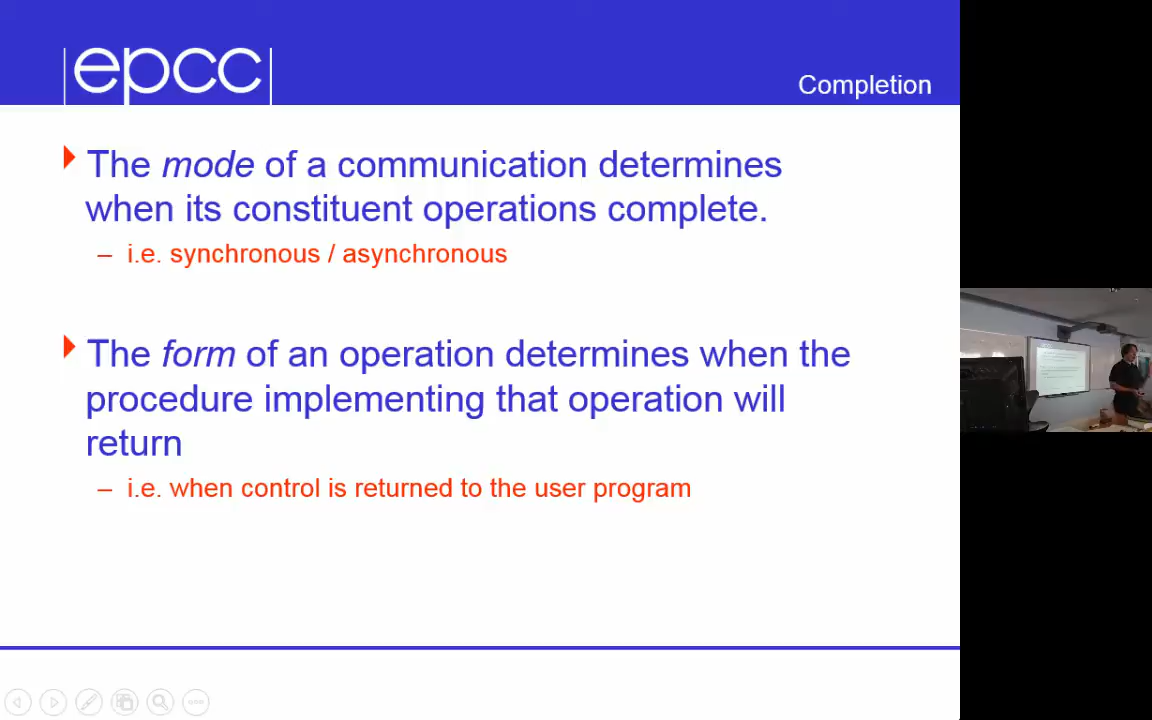 epcc
Completion
The mode of a communication determines
when its constituent operations complete.
– i.e. synchronous / asynchronous
The form of an operation determines when the
procedure implementing that operation will
return
– i.e. when control is returned to the user program